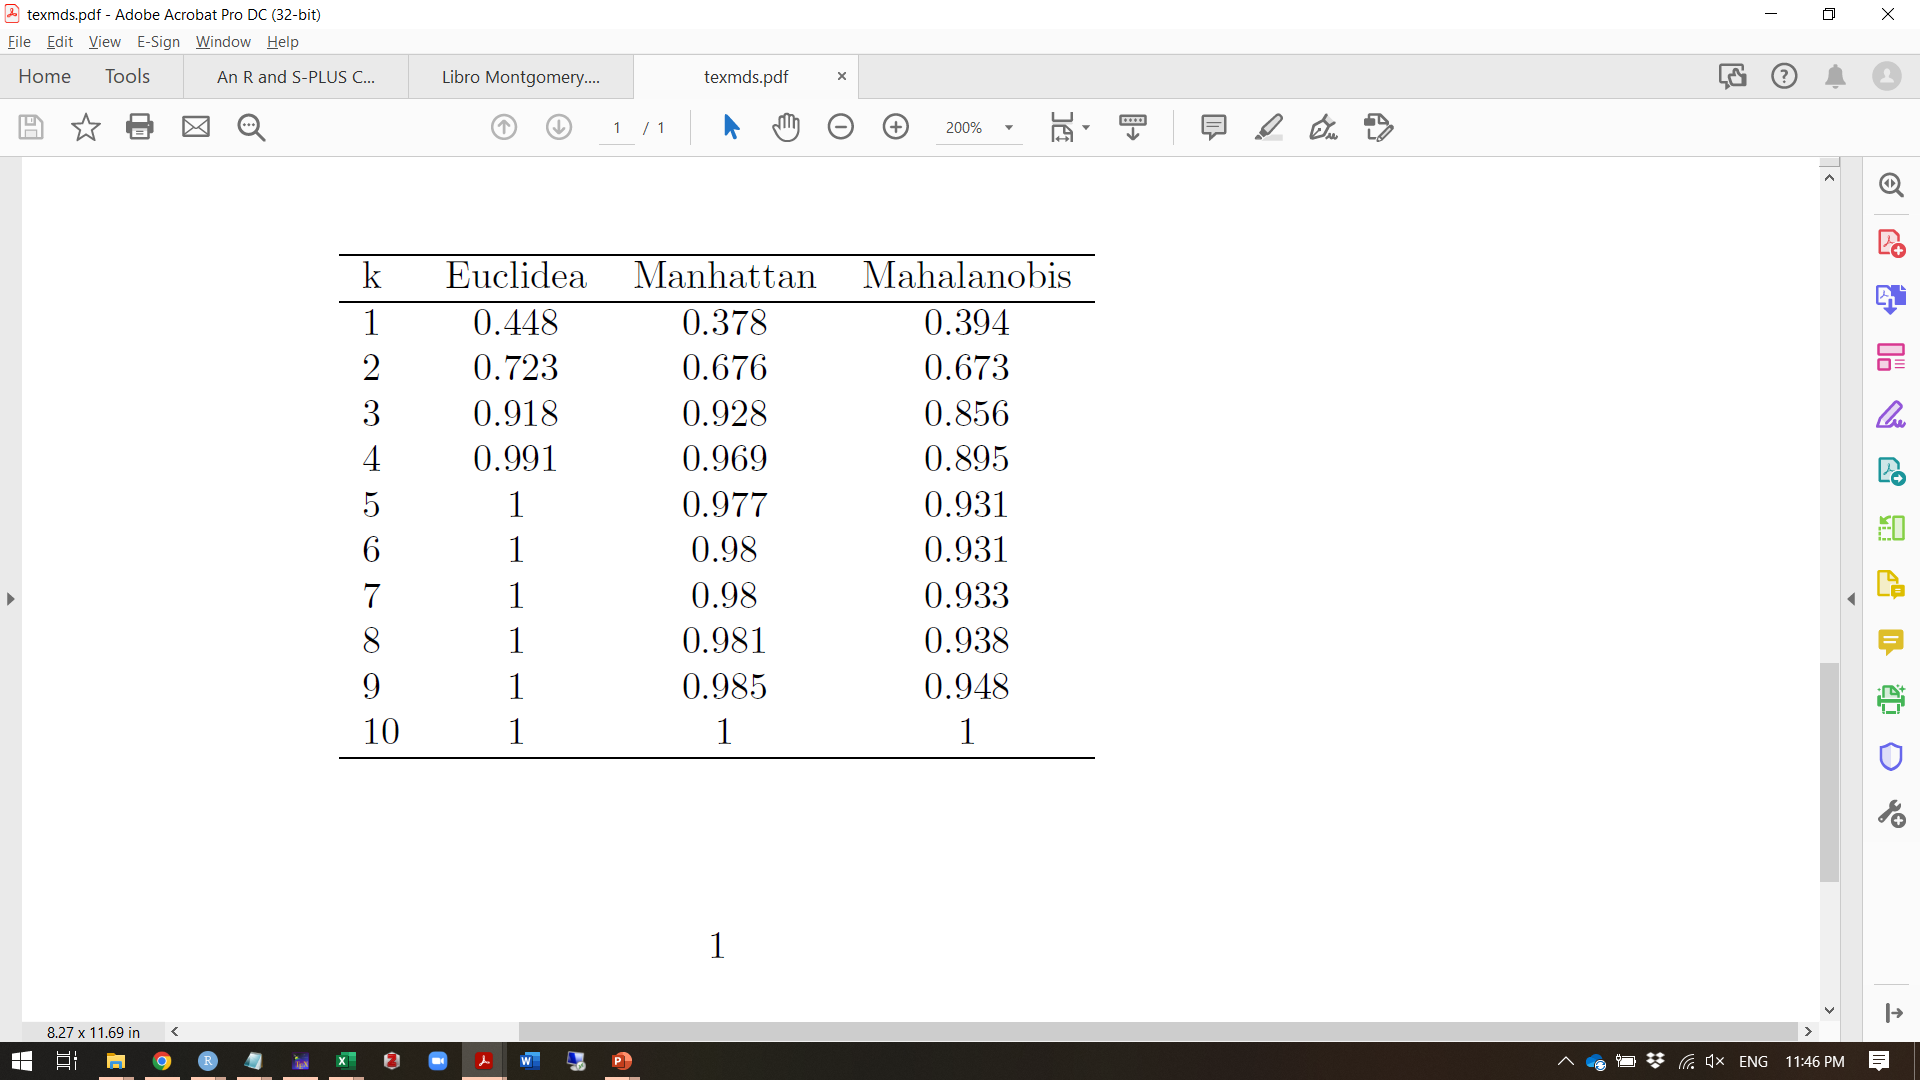 texmds.pdf - Adobe Acrobat Pro DC (32-bit)
File Edit View E-Sign Window Help
Home Tools An R and S-PLUS C... Libro Montgomery.... texmds.pdf ×
1 / 1 200%
k Euclidea Manhattan Mahalanobis
1 0.448 0.378 0.394
2 0.723 0.676 0.673
3 0.918 0.928 0.856
4 0.991 0.969 0.895
5 1 0.977 0.931
6 1 0.98 0.931
7 1 0.98 0.933
8 1 0.981 0.938
9 1 0.985 0.948
10 1 1 1
1
8.27 x 11.69 in
ENG 11:46 PM